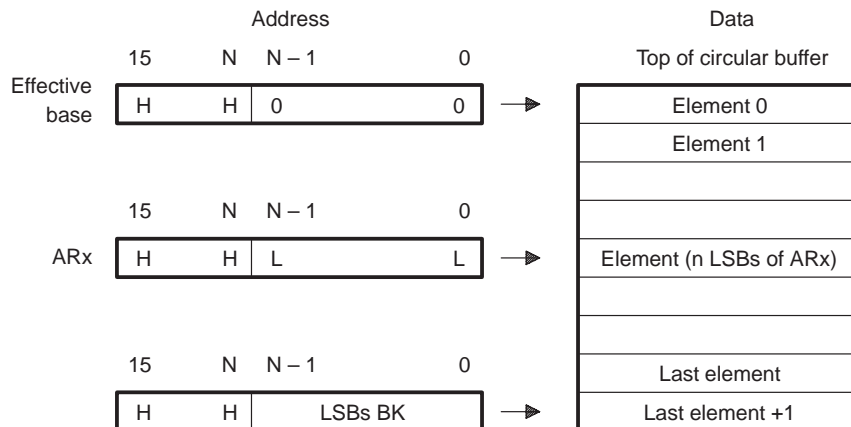 Address Data
15 N N – 1 0 Top of circular buffer
Effective
base
H H 0 0 Element 0
Element 1
15 N N – 1 0
ARx H H L L Element (n LSBs of ARx)
15 N N – 1 0 Last element
H H LSBs BK Last element +1